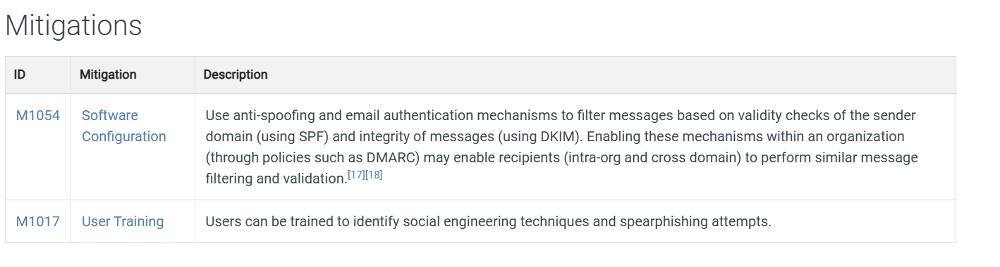 Mitigations
ID Mitigation Description
M1054 Software Configuration Use anti-spoofing and email authentication mechanisms to filter messages based on validity checks of the sender
domain (using SPF) and integrity of messages (using DKIM). Enabling these mechanisms within an organization
(through policies such as DMARC) may enable recipients (intra-org and cross domain) to perform similar message
filtering and validation.[17][18]
M1017 User Training Users can be trained to identify social engineering techniques and spearphishing attempts.